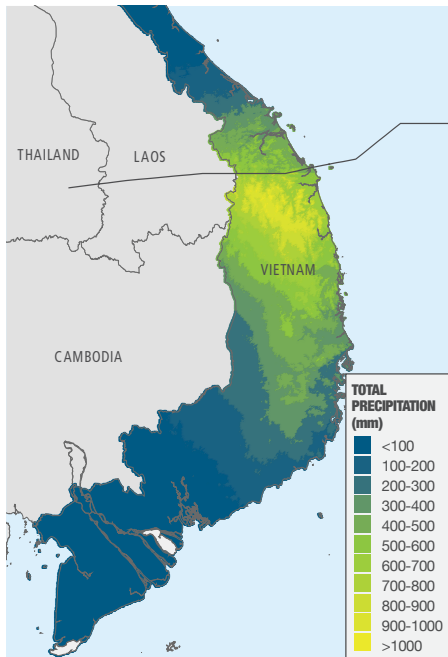 THAILAND
LAOS
VIETNAM
CAMBODIA
TOTAL
PRECIPITATION
(mm)
<100
100-200
200-300
300-400
400-500
500-600
600-700
700-800
800-900
900-1000
>1000